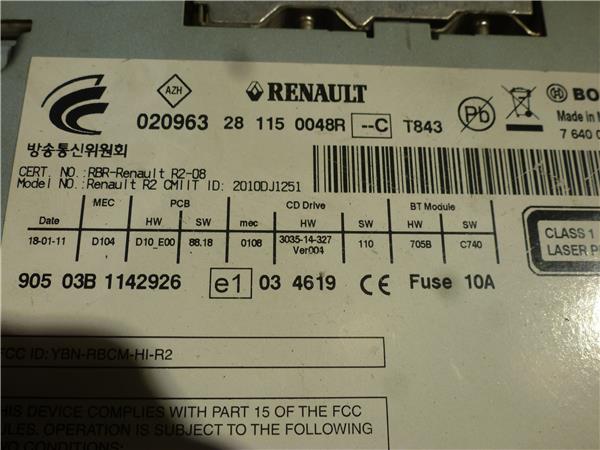 AZH
RENAULT
BO
020963 28 115 0048R --C T843
Pb
Made in
7 640 0
방송통신위원회
CERT. NO.: RBR-Renault R2-08
Model No.: Renault R2 CMIIT ID: 2010DJ1251
MEC PCB CD Drive BT Module
Date HW SW mec HW SW HW SW
18-01-11 D104 D10_E00 88.18 0108 3035-14-327 Ver004 110 705B C740
CLASS 1
LASER P
905 03B 1142926 e1 03 4619 CE Fuse 10A
FCC ID: YBN-RBCM-HI-R2
THIS DEVICE COMPLIES WITH PART 15 OF THE FCC
RULES. OPERATION IS SUBJECT TO THE FOLLOWING
TWO CONDITIONS: